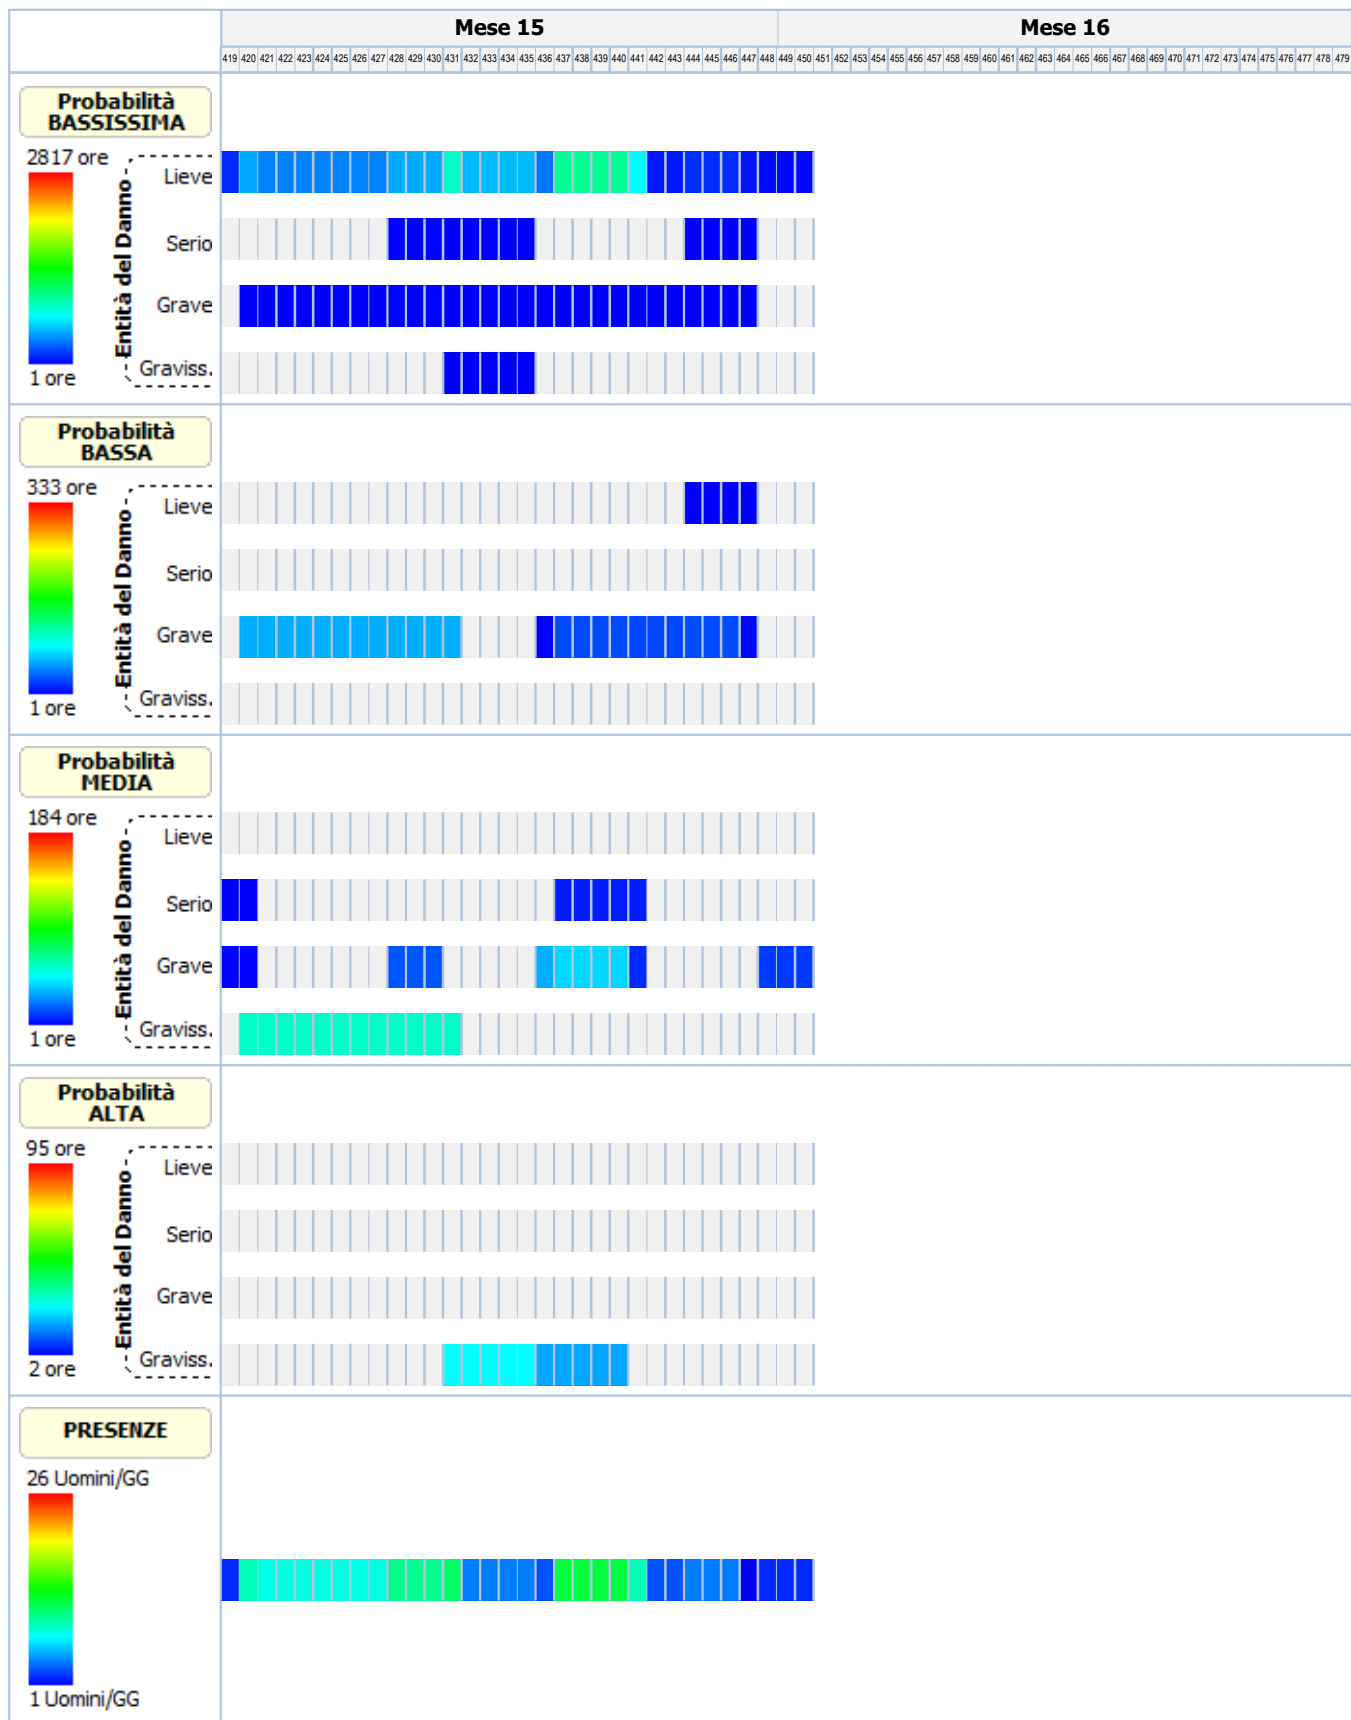 Mese 15 Mese 16
419 420 421 422 423 424 425 426 427 428 429 430 431 432 433 434 435 436 437 438 439 440 441 442 443 444 445 446 447 448 449 450 451 452 453 454 455 456 457 458 459 460 461 462 463 464 465 466 467 468 469 470 471 472 473 474 475 476 477 478 479
Probabilità
BASSISSIMA
2817 ore
1 ore
Entità del Danno
Lieve
Serio
Grave
Graviss.
Probabilità
BASSA
333 ore
1 ore
Entità del Danno
Lieve
Serio
Grave
Graviss.
Probabilità
MEDIA
184 ore
1 ore
Entità del Danno
Lieve
Serio
Grave
Graviss.
Probabilità
ALTA
95 ore
2 ore
Entità del Danno
Lieve
Serio
Grave
Graviss.
PRESENZE
26 Uomini/GG
1 Uomini/GG